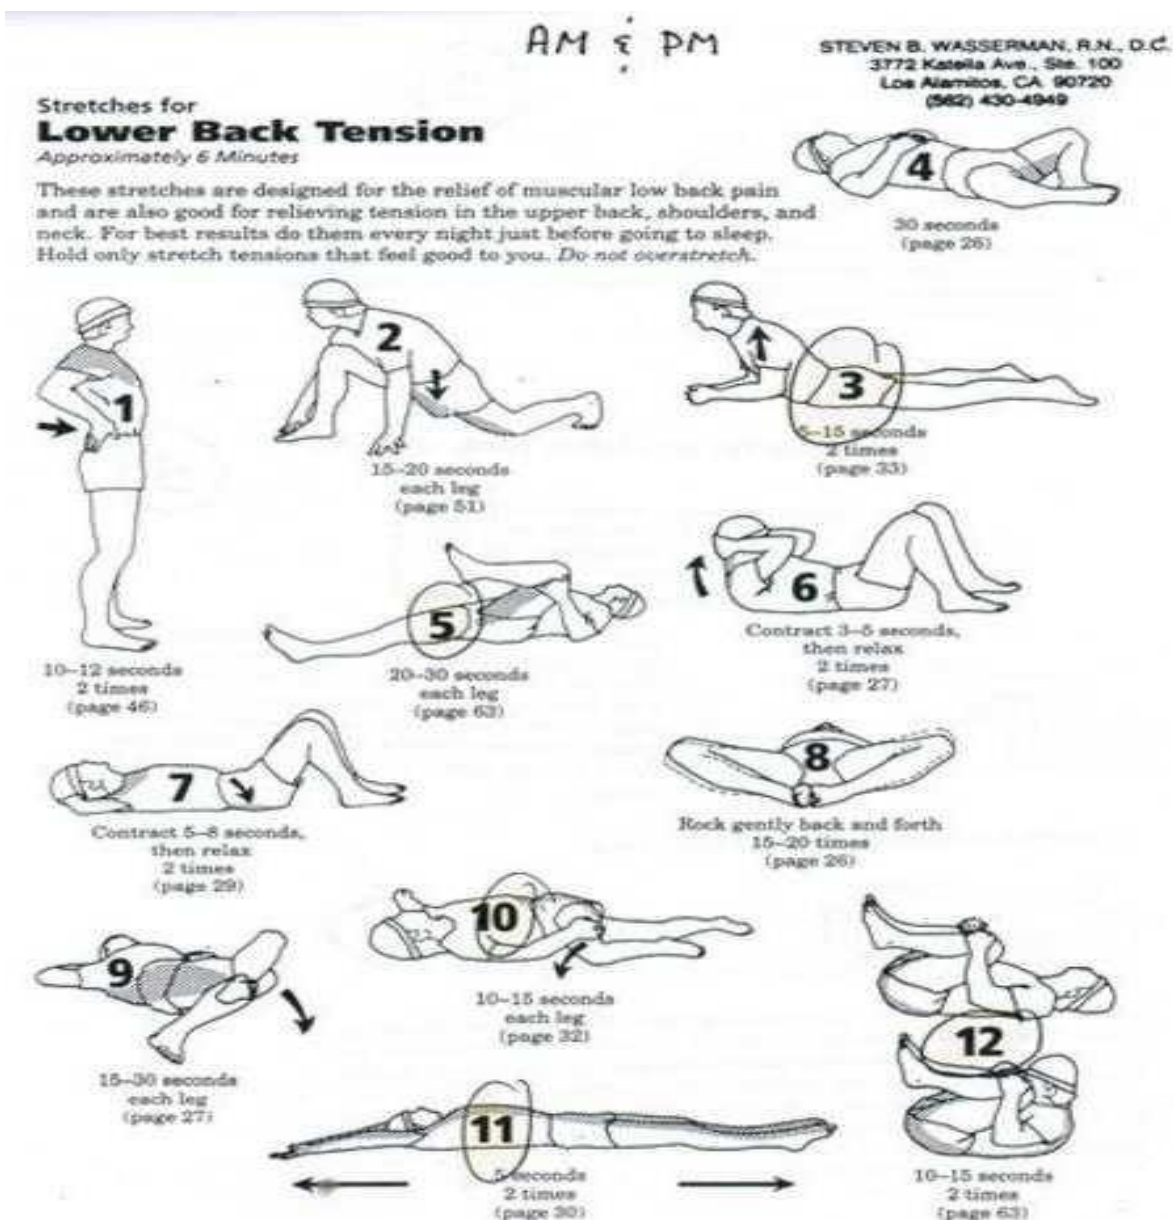 AM & PM
STEVEN B. WASSERMAN, R.N., D.C.
3772 Katella Ave., Ste. 100
Los Alamitos, CA 90720
(562) 430-4949
Stretches for
Lower Back Tension
Approximately 6 Minutes
These stretches are designed for the relief of muscular low back pain
and are also good for relieving tension in the upper back, shoulders, and
neck. For best results do them every night just before going to sleep.
Hold only stretch tensions that feel good to you. Do not overstretch.
4
30 seconds
(page 26)
1
10–12 seconds
2 times
(page 46)
2
15–20 seconds
each leg
(page 51)
3
5–15 seconds
2 times
(page 33)
5
20–30 seconds
each leg
(page 63)
6
Contract 3–5 seconds,
then relax
2 times
(page 27)
7
Contract 5–8 seconds,
then relax
2 times
(page 29)
8
Rock gently back and forth
15–20 times
(page 26)
9
15–30 seconds
each leg
(page 27)
10
10–15 seconds
each leg
(page 32)
11
5 seconds
2 times
(page 30)
12
10–15 seconds
2 times
(page 63)